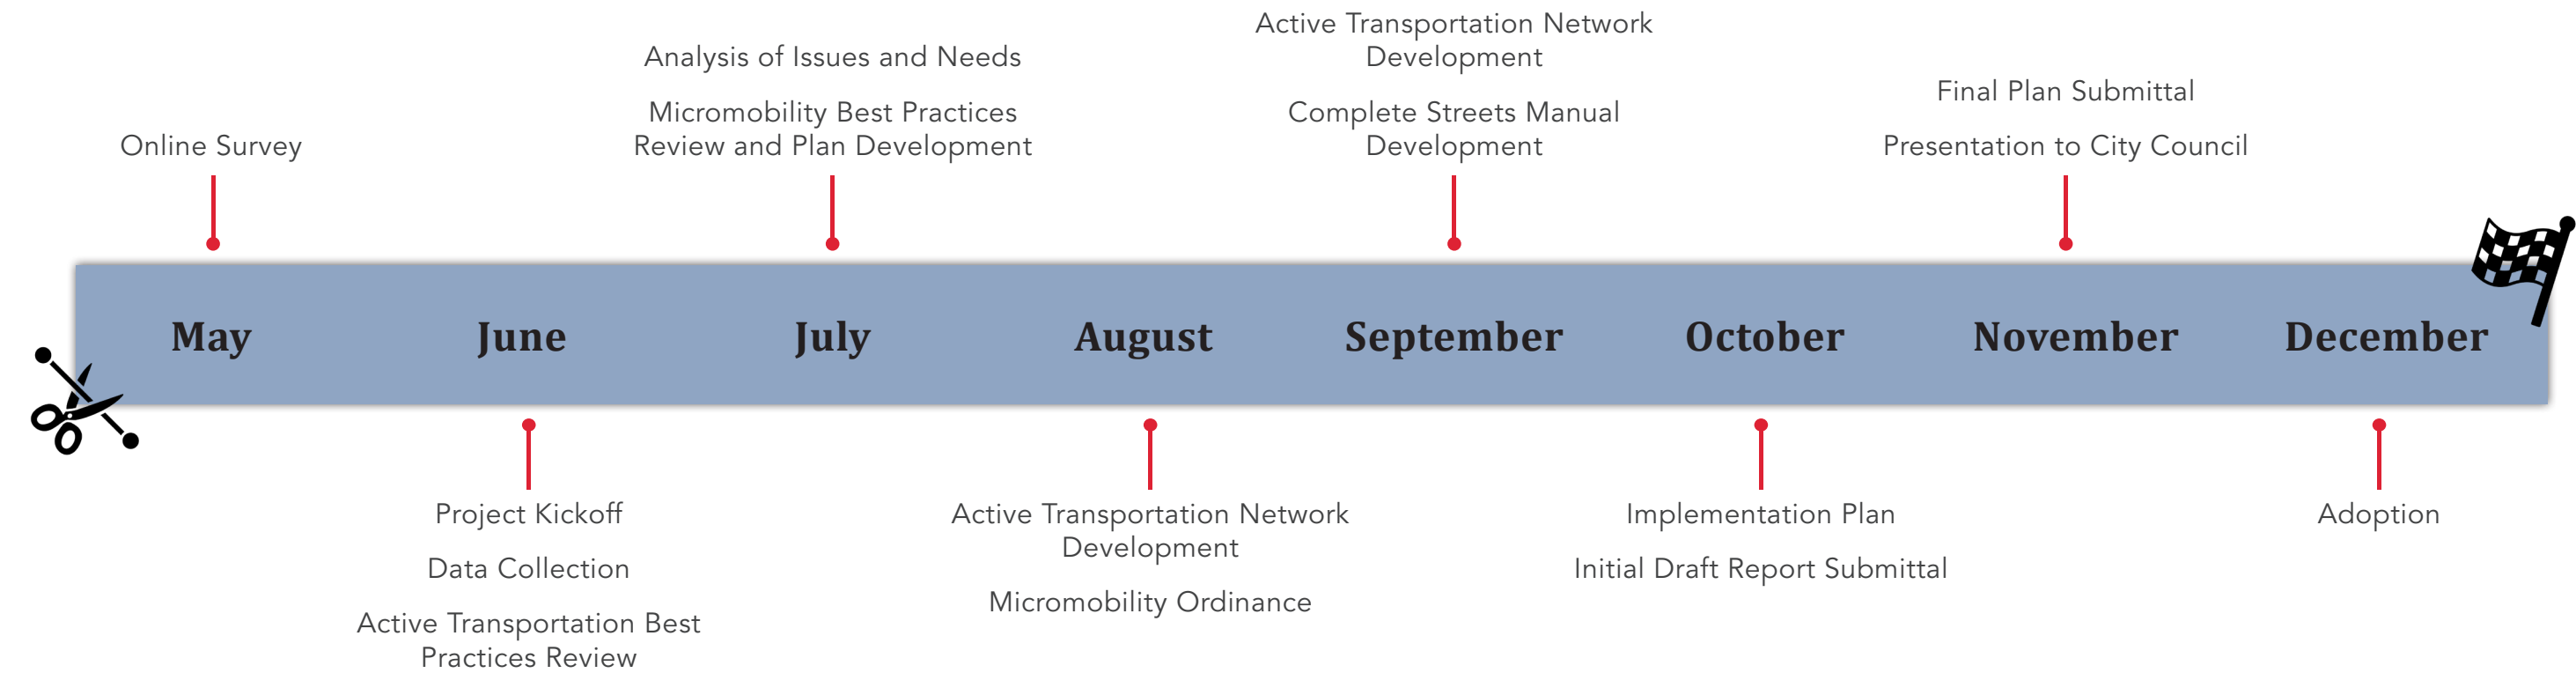 Active Transportation Network
Development
Analysis of Issues and Needs
Final Plan Submittal
Micromobility Best Practices
Review and Plan Development
Complete Streets Manual
Development
Online Survey
Presentation to City Council
May
June
July
August
September
October
November
December
Project Kickoff
Data Collection
Active Transportation Best
Practices Review
Active Transportation Network
Development
Micromobility Ordinance
Implementation Plan
Initial Draft Report Submittal
Adoption